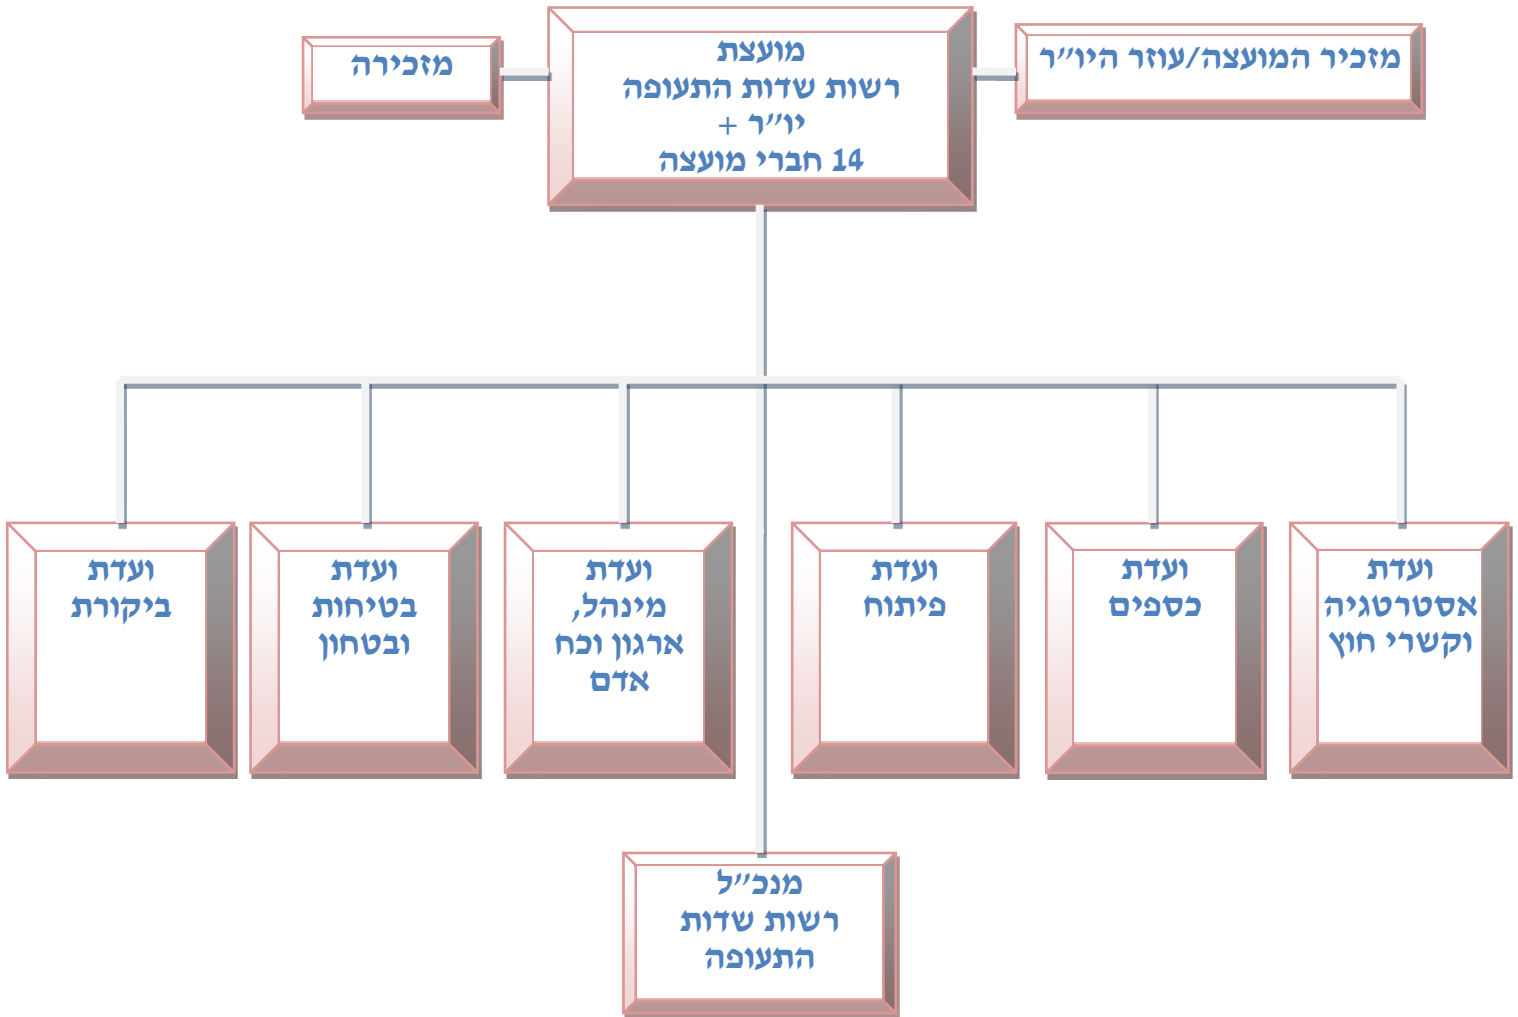 מזכיר המועצה/עוזר היו״ר
מועצת
רשות שדות התעופה
יו״ר +
14 חברי מועצה
מזכירה
ועדת
אסטרטגיה
וקשרי חוץ
ועדת
כספים
ועדת
פיתוח
ועדת
מינהל,
ארגון וכח
אדם
ועדת
בטיחות
ובטחון
ועדת
ביקורת
מנכ״ל
רשות שדות
התעופה